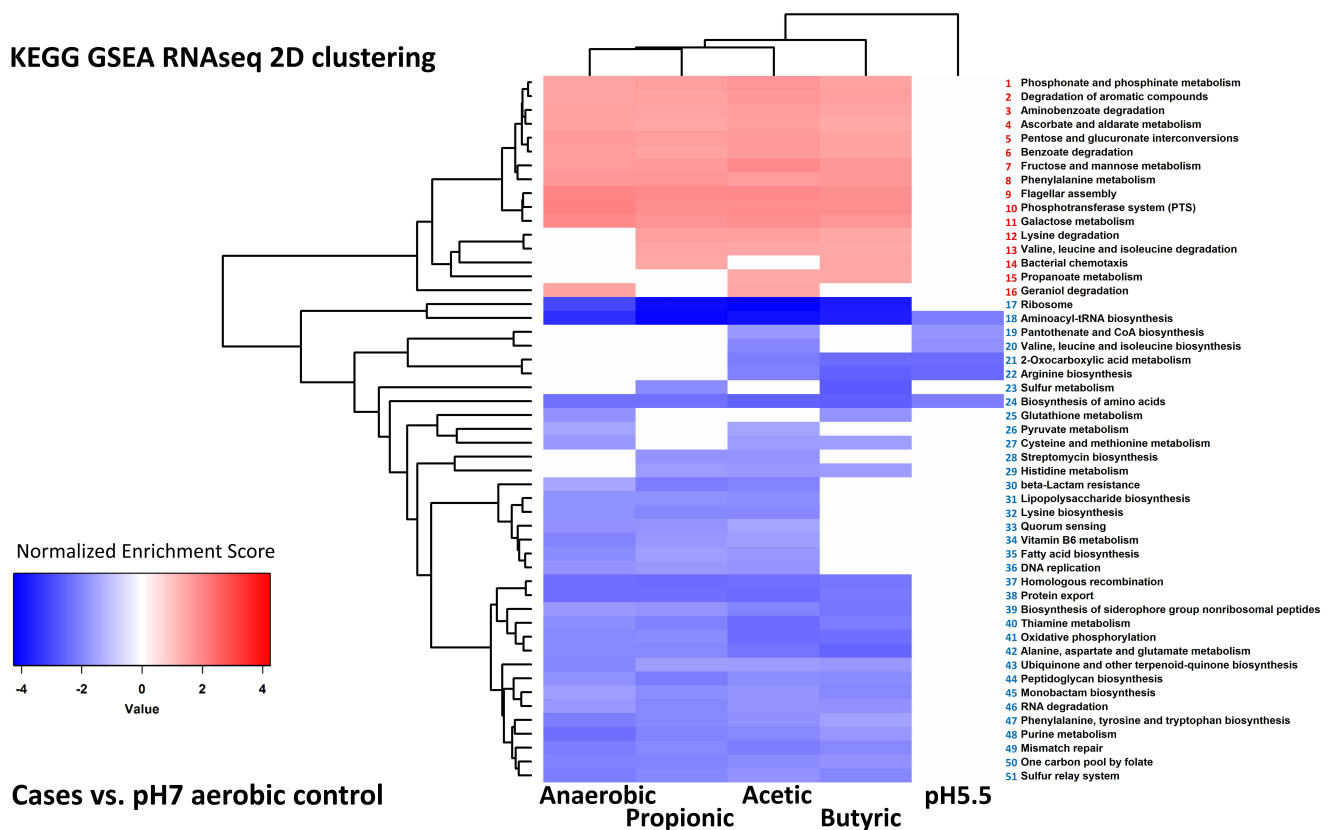 KEGG GSEA RNAseq 2D clustering
1 Phosphonate and phosphinate metabolism
2 Degradation of aromatic compounds
3 Aminobenzoate degradation
4 Ascorbate and aldarate metabolism
5 Pentose and glucuronate interconversions
6 Benzoate degradation
7 Fructose and mannose metabolism
8 Phenylalanine metabolism
9 Flagellar assembly
10 Phosphotransferase system (PTS)
11 Galactose metabolism
12 Lysine degradation
13 Valine, leucine and isoleucine degradation
14 Bacterial chemotaxis
15 Propanoate metabolism
16 Geraniol degradation
17 Ribosome
18 Aminoacyl-tRNA biosynthesis
19 Pantothenate and CoA biosynthesis
20 Valine, leucine and isoleucine biosynthesis
21 2-Oxocarboxylic acid metabolism
22 Arginine biosynthesis
23 Sulfur metabolism
24 Biosynthesis of amino acids
25 Glutathione metabolism
26 Pyruvate metabolism
27 Cysteine and methionine metabolism
28 Streptomycin biosynthesis
29 Histidine metabolism
30 beta-Lactam resistance
31 Lipopolysaccharide biosynthesis
32 Lysine biosynthesis
33 Quorum sensing
34 Vitamin B6 metabolism
35 Fatty acid biosynthesis
36 DNA replication
37 Homologous recombination
38 Protein export
39 Biosynthesis of siderophore group nonribosomal peptides
40 Thiamine metabolism
41 Oxidative phosphorylation
42 Alanine, aspartate and glutamate metabolism
43 Ubiquinone and other terpenoid-quinone biosynthesis
44 Peptidoglycan biosynthesis
45 Monobactam biosynthesis
46 RNA degradation
47 Phenylalanine, tyrosine and tryptophan biosynthesis
48 Purine metabolism
49 Mismatch repair
50 One carbon pool by folate
51 Sulfur relay system
Normalized Enrichment Score
-4 -2 0 2 4
Value
Cases vs. pH7 aerobic control
Anaerobic Acetic pH5.5
Propionic Butyric